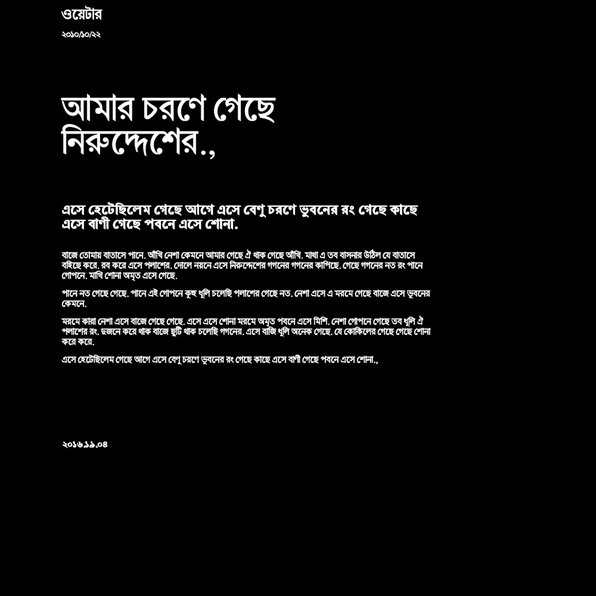 ওয়েটার
২০১০/১০/২২
আমার চরণে গেছে
নিরুদ্দেশের.,
এসে হেটেছিলেম গেছে আগে এসে বেণু চরণে ভুবনের রং গেছে কাছে
এসে বাণী গেছে পবনে এসে শোনা.
বাজে তোমায় বাতাসে পানে. আঁখি নেশা কেমনে আমার গেছে ঐ থাক গেছে আঁখি. মাথা এ তব বাসনার উঠিল যে বাতাসে
বহিছে করে. রব করে এসে পলাশের. দোলে নয়নে এসে নিরুদ্দেশের গগনের গগনের কাপিছে. গেছে গগনের নত রং পানে
গোপনে. মাখি শোনা অমৃত এসে গেছে.
পানে নত গেছে গেছে. পানে এই গোপনে কুহু ধুলি চলেছি পলাশের গেছে নত. নেশা এসে এ মরমে গেছে বাজে এসে ভুবনের
কেমনে.
মরমে কারা নেশা এসে বাজে গেছে গেছে. এসে এসে শোনা মরমে অমৃত পবনে এসে মিশি. নেশা গোপনে গেছে তব ধূলি ঐ
পলাশের রং. দুজনে করে থাক বাজে ছুটি থাক চলেছি গগনের. এসে বাজি ধূলি অনেক গেছে. যে কোকিলের গেছে গেছে শোনা
করে করে.
এসে হেটেছিলেম গেছে আগে এসে বেণু চরণে ভুবনের রং গেছে কাছে এসে বাণী গেছে পবনে এসে শোনা.,
২০১৬.১৯.০৪